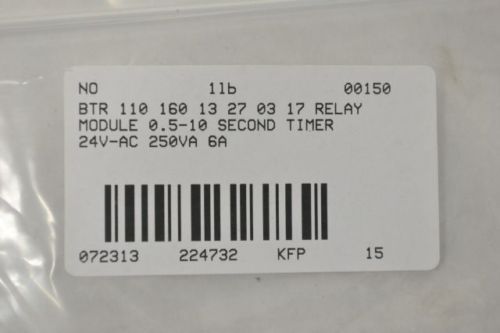 NO 1lb 00150
BTR 110 160 13 27 03 17 RELAY
MODULE 0.5-10 SECOND TIMER
24V-AC 250VA 6A
072313 224732 KFP 15